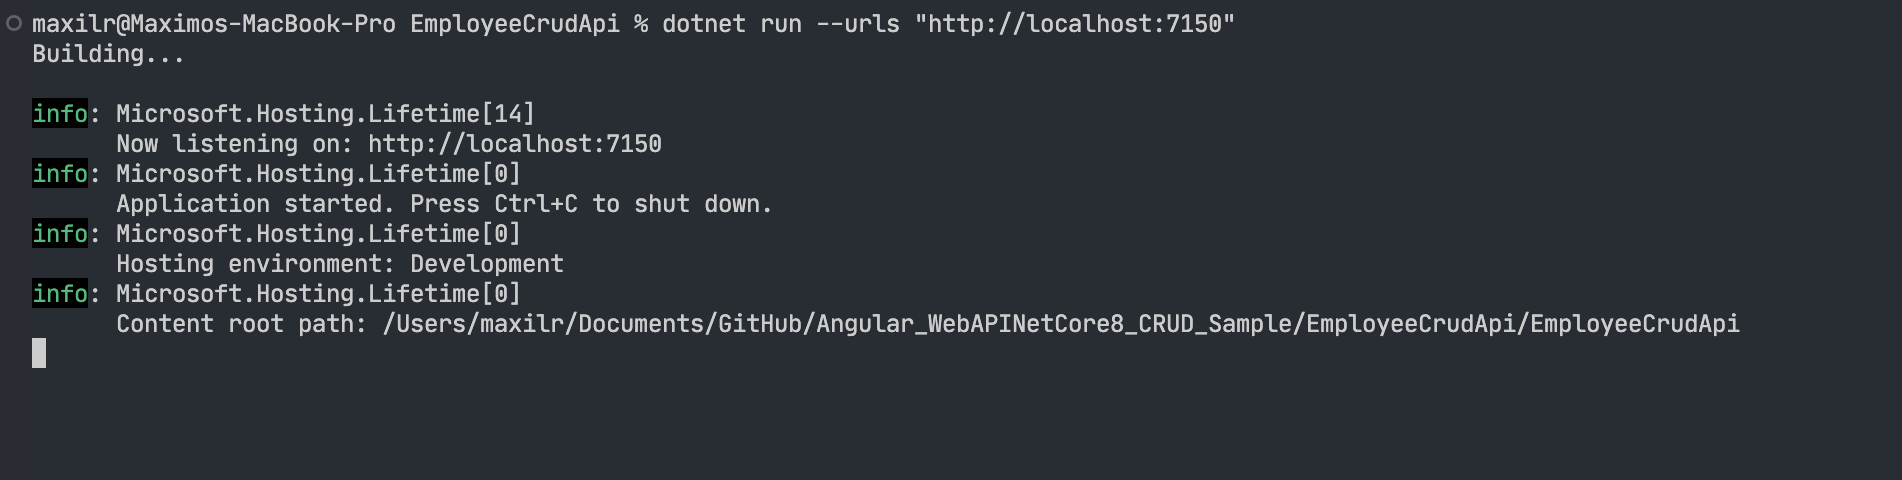 maxilr@Maximos-MacBook-Pro EmployeeCrudApi % dotnet run --urls "http://localhost:7150"
Building...
info: Microsoft.Hosting.Lifetime[14]
Now listening on: http://localhost:7150
info: Microsoft.Hosting.Lifetime[0]
Application started. Press Ctrl+C to shut down.
info: Microsoft.Hosting.Lifetime[0]
Hosting environment: Development
info: Microsoft.Hosting.Lifetime[0]
Content root path: /Users/maxilr/Documents/GitHub/Angular_WebAPINetCore8_CRUD_Sample/EmployeeCrudApi/EmployeeCrudApi